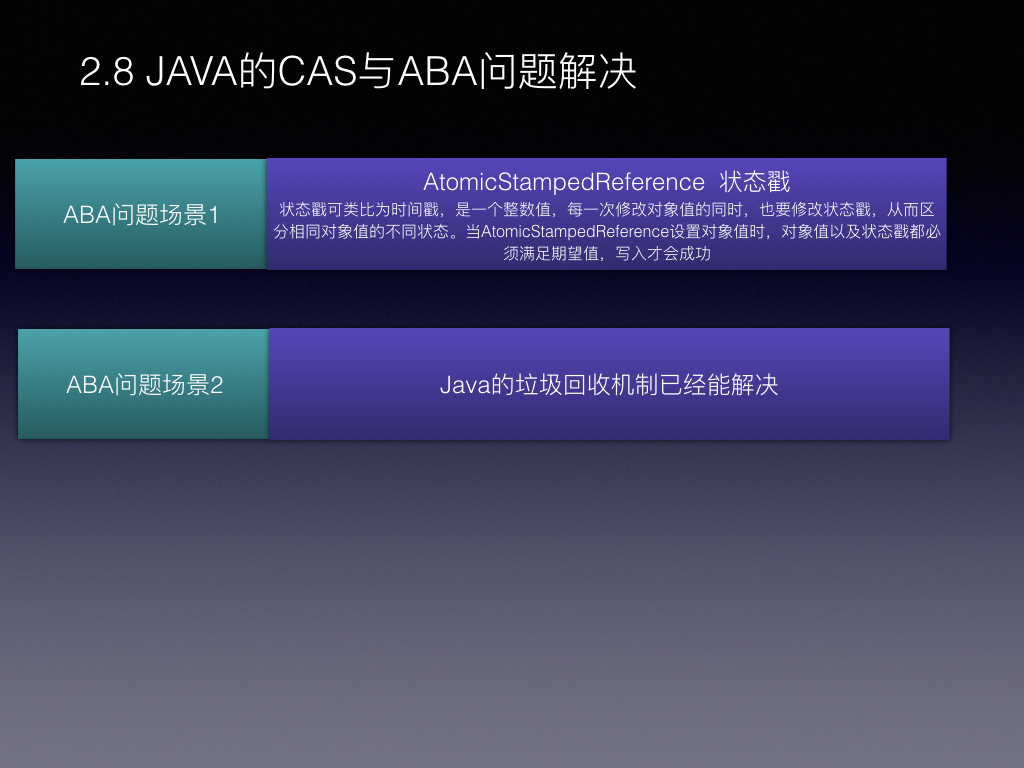 2.8 JAVA的CAS与ABA问题解决
ABA问题场景1
AtomicStampedReference 状态戳
状态戳可类比为时间戳，是一个整数值，每一次修改对象值的同时，也要修改状态戳，从而区
分相同对象值的不同状态。当AtomicStampedReference设置对象值时，对象值以及状态戳都必
须满足期望值，写入才会成功
ABA问题场景2
Java的垃圾回收机制已经能解决